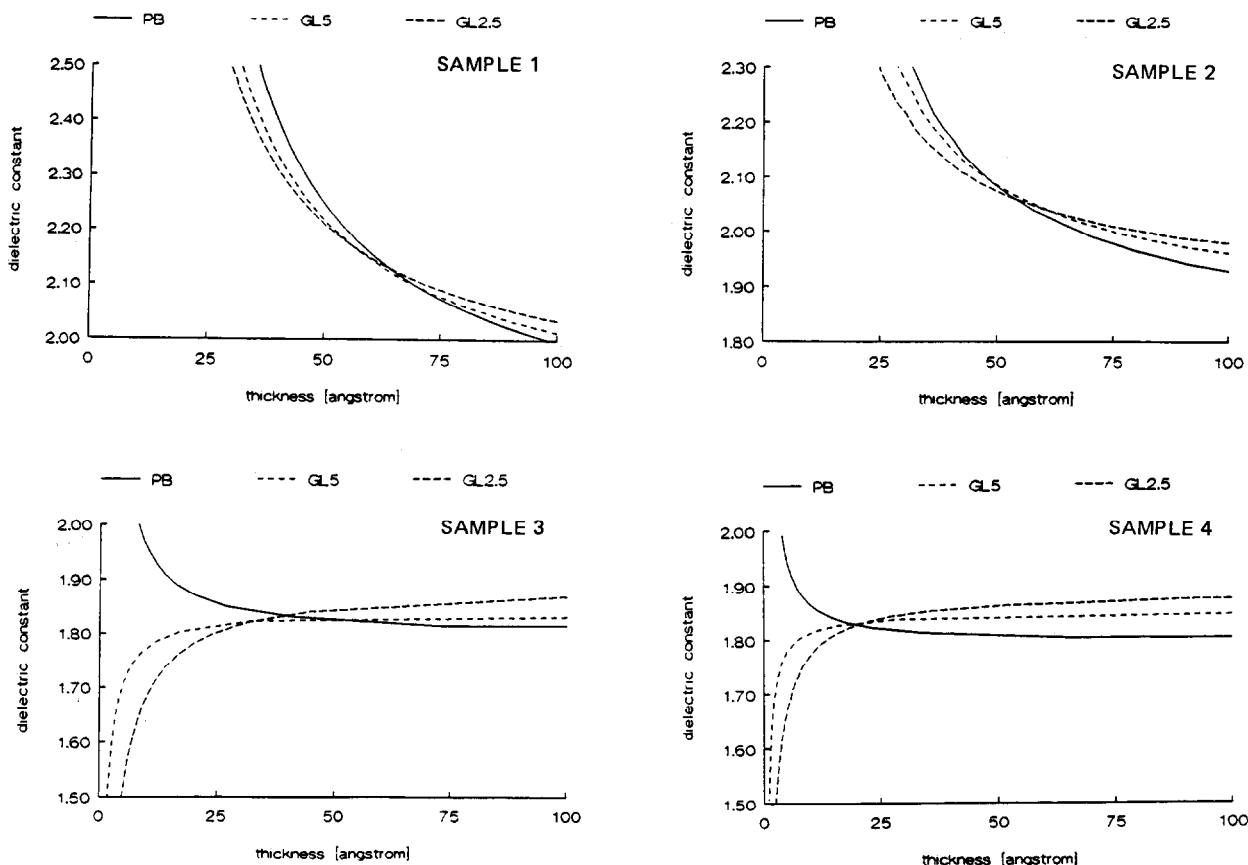 PB GL5 GL2.5
SAMPLE 1
2.50
2.40
2.30
2.20
2.10
2.00
dielectric constant
0 25 50 75 100
thickness [angstrom]
PB GL5 GL2.5
SAMPLE 2
2.30
2.20
2.10
2.00
1.90
1.80
dielectric constant
0 25 50 75 100
thickness [angstrom]
PB GL5 GL2.5
SAMPLE 3
2.00
1.90
1.80
1.70
1.60
1.50
dielectric constant
0 25 50 75 100
thickness [angstrom]
PB GL5 GL2.5
SAMPLE 4
2.00
1.90
1.80
1.70
1.60
1.50
dielectric constant
0 25 50 75 100
thickness [angstrom]